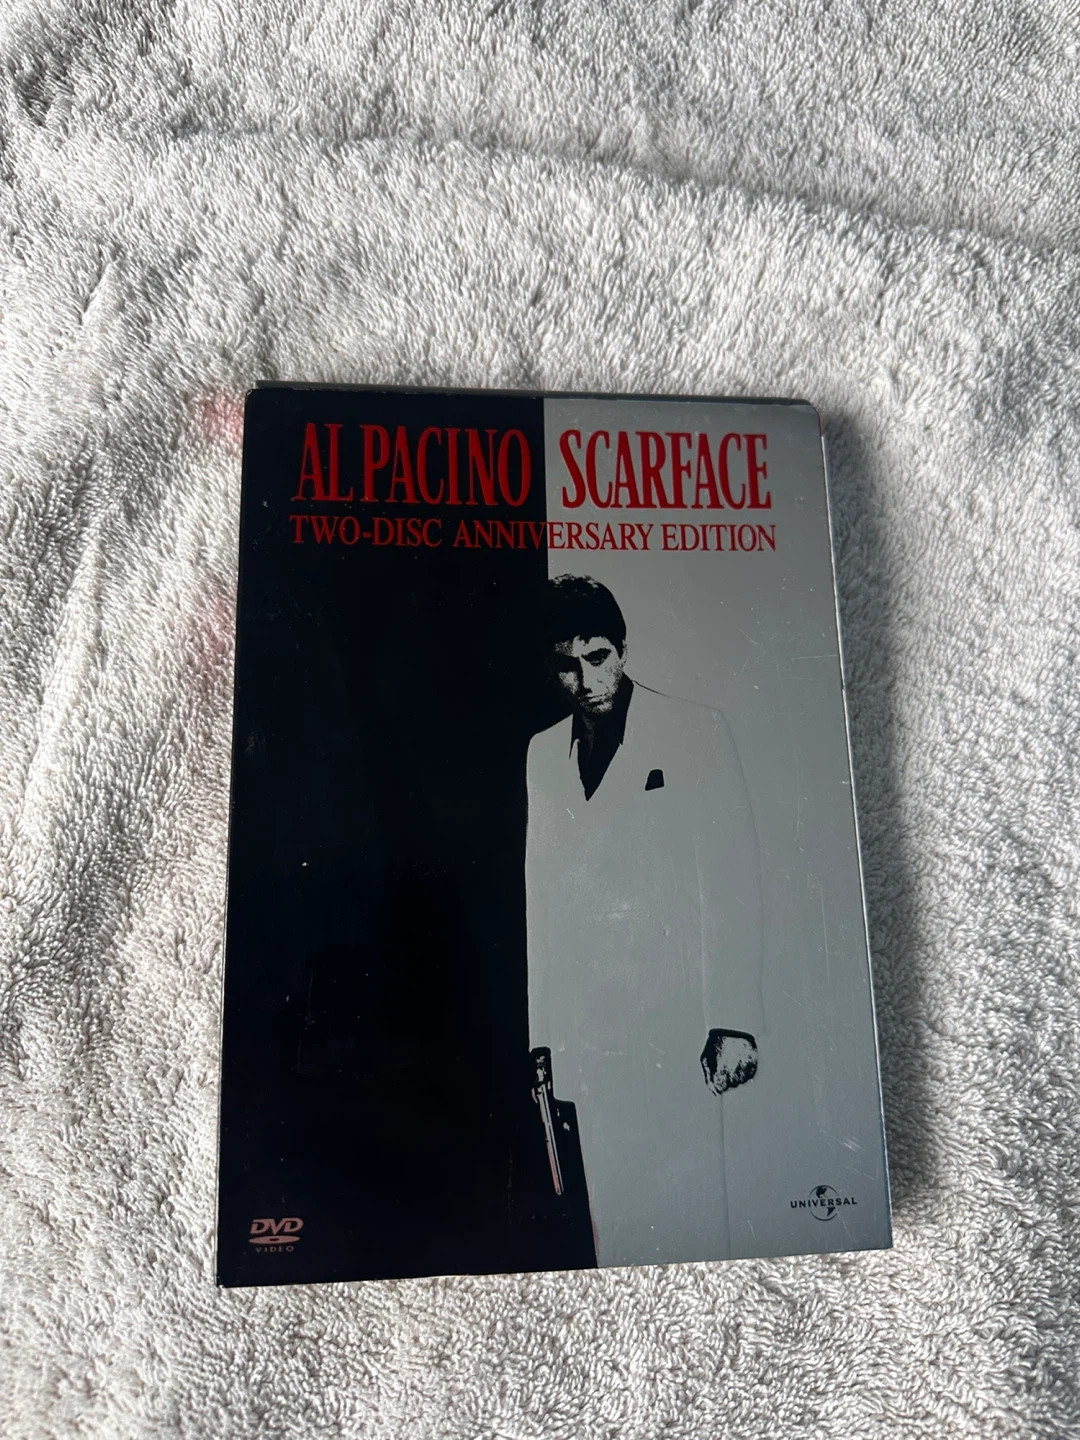 AL PACINO SCARFACE
TWO-DISC ANNIVERSARY EDITION
DVD
VIDEO
UNIVERSAL